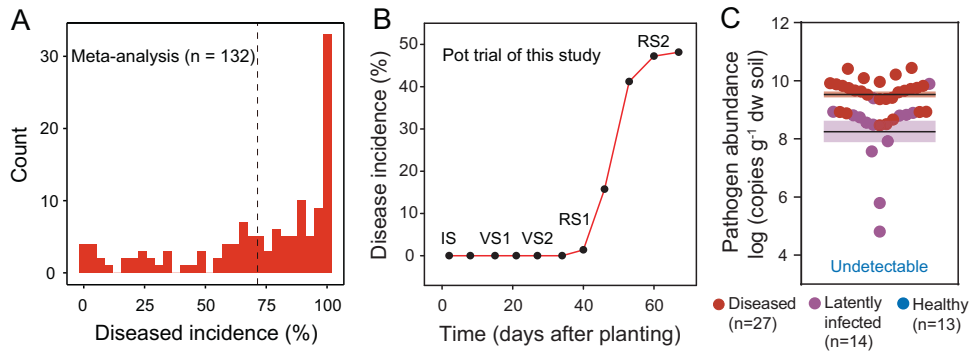 A
Meta-analysis (n = 132)
Count
30
20
10
0
0
25
50
75
100
Diseased incidence (%)
B
Pot trial of this study
Disease incidence (%)
50
40
30
20
10
0
IS
VS1
VS2
RS1
RS2
0
20
40
60
Time (days after planting)
C
Pathogen abundance
log (copies g⁻¹ dw soil)
12
10
8
6
4
Undetectable
Diseased
(n=27)
Latently
infected
(n=14)
Healthy
(n=13)